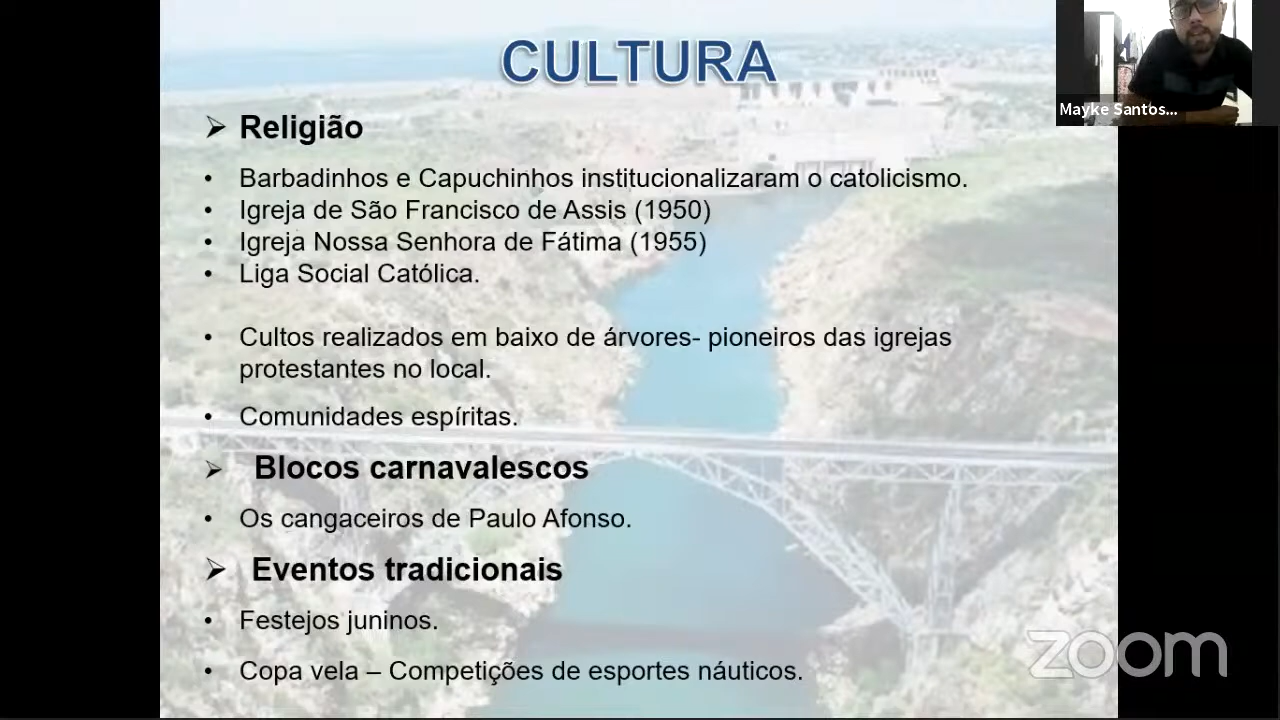 CULTURA
Mayke Santos...
➢ Religião
• Barbadinhos e Capuchinhos institucionalizaram o catolicismo.
• Igreja de São Francisco de Assis (1950)
• Igreja Nossa Senhora de Fátima (1955)
• Liga Social Católica.
• Cultos realizados em baixo de árvores- pioneiros das igrejas
protestantes no local.
• Comunidades espíritas.
➢ Blocos carnavalescos
• Os cangaceiros de Paulo Afonso.
➢ Eventos tradicionais
• Festejos juninos.
• Copa vela – Competições de esportes náuticos.
zoom